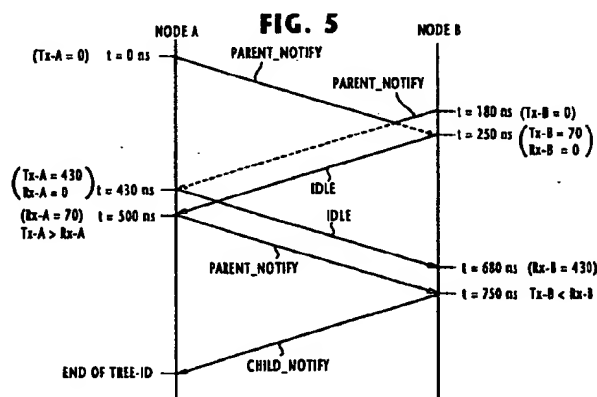 FIG. 5
NODE A
NODE B
(Tx-A = 0) t = 0 ns
PARENT_NOTIFY
PARENT_NOTIFY
t = 180 ns (Tx-B = 0)
t = 250 ns (Tx-B = 70
Rx-B = 0)
IDLE
(Tx-A = 430
Rx-A = 0) t = 430 ns
IDLE
(Rx-A = 70) t = 500 ns
Tx-A > Rx-A
PARENT_NOTIFY
t = 680 ns (Rx-B = 430)
t = 750 ns Tx-B < Rx-B
CHILD_NOTIFY
END OF TREE-ID